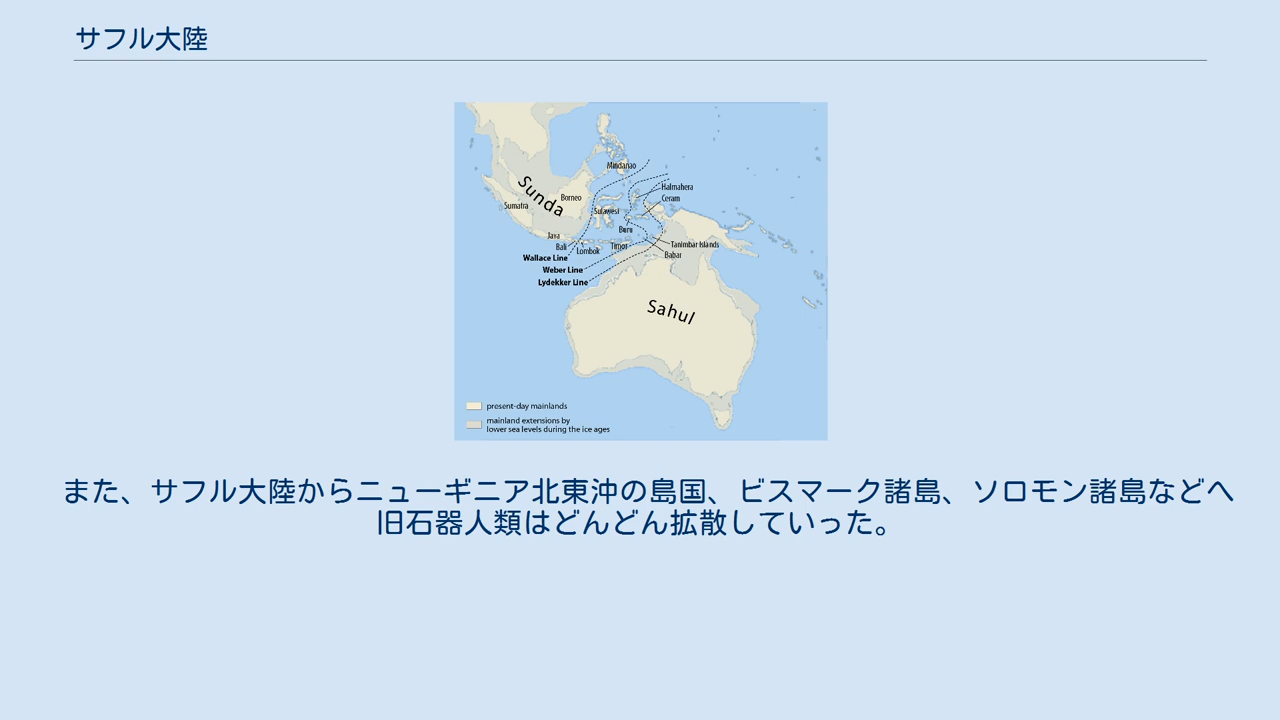 サフル大陸
Mindanao
Halmahera
Ceram
Sunda
Borneo
Sumatra
Sulawesi
Buru
Java
Bali
Lombok
Timor
Tanimbar Islands
Babar
Wallace Line
Weber Line
Lydekker Line
Sahul
present-day mainlands
mainland extensions by
lower sea levels during the ice ages
また、サフル大陸からニューギニア北東沖の島国、ビスマーク諸島、ソロモン諸島などへ
旧石器人類はどんどん拡散していった。